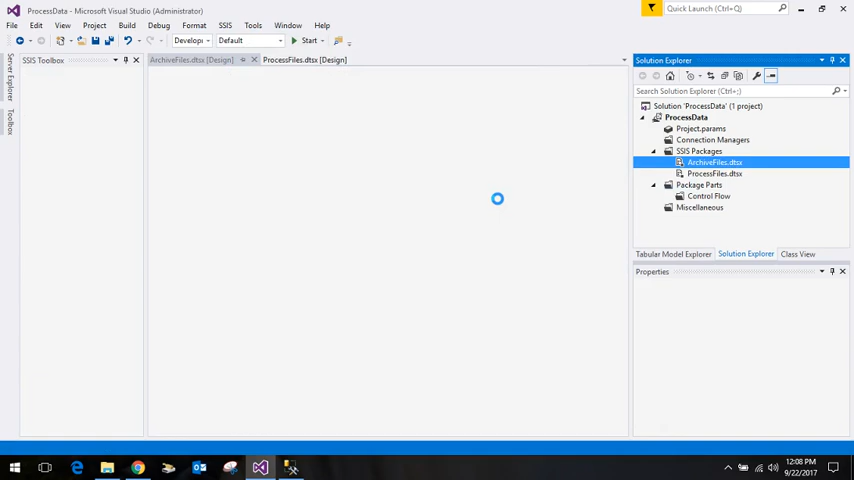 ProcessData - Microsoft Visual Studio (Administrator)
Quick Launch (Ctrl+Q)
File Edit View Project Build Debug Format SSIS Tools Window Help
Developi Default Start
SSIS Toolbox
ArchiveFiles.dtsx [Design]
ProcessFiles.dtsx [Design]
Solution Explorer
Server Explorer
Toolbox
Search Solution Explorer (Ctrl+;)
Solution 'ProcessData' (1 project)
ProcessData
Project.params
Connection Managers
SSIS Packages
ArchiveFiles.dtsx
ProcessFiles.dtsx
Package Parts
Control Flow
Miscellaneous
Tabular Model Explorer Solution Explorer Class View
Properties
12:08 PM
9/22/2017